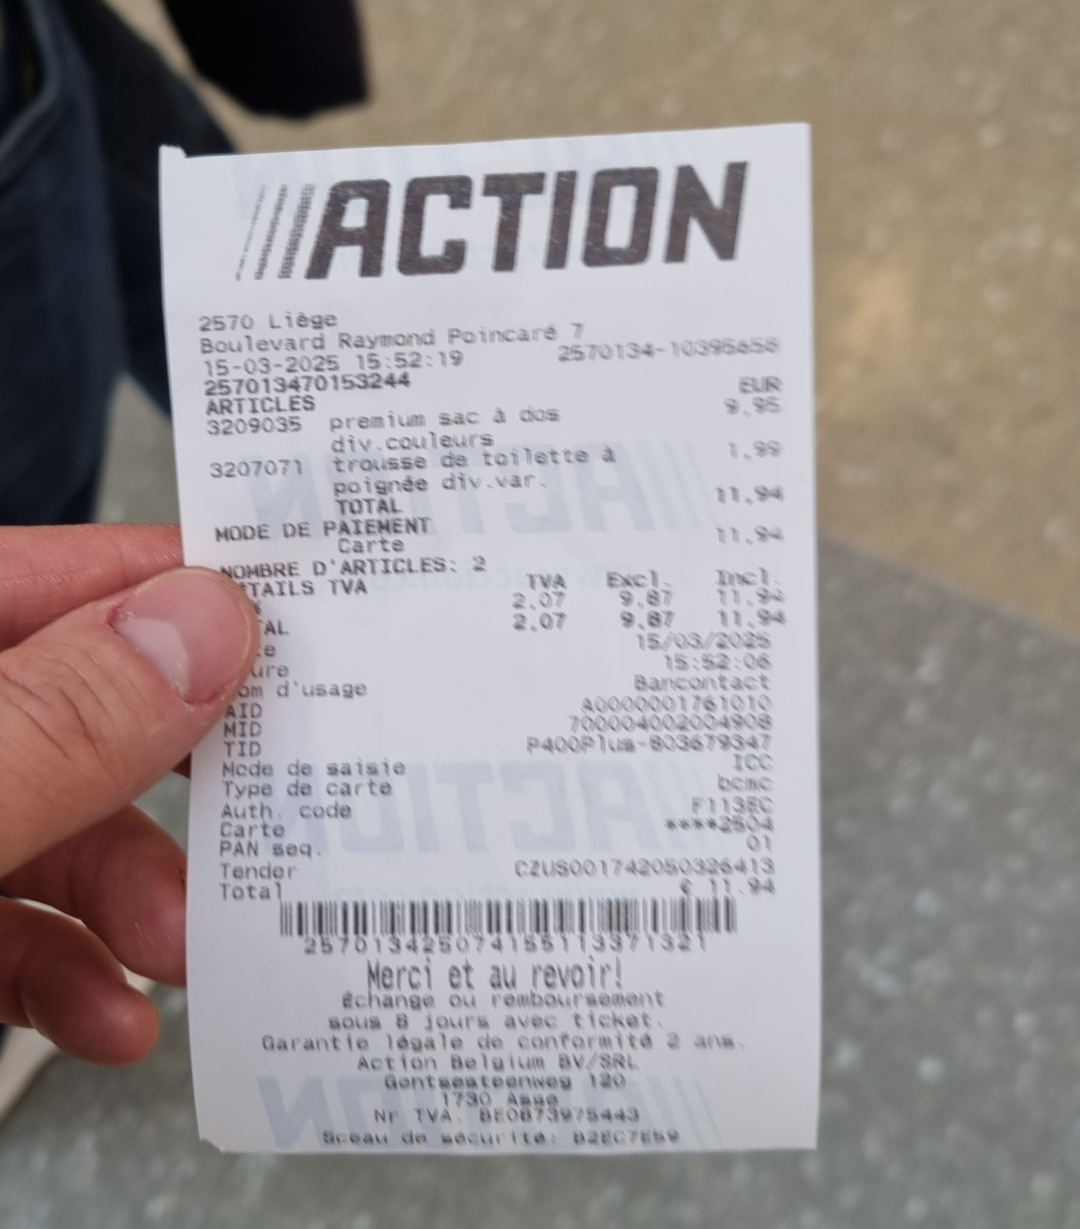 ACTION
2570 Liège
Boulevard Raymond Poincaré 7
15-03-2025 15:52:19 2570134-10395658
257013470153244
EUR
ARTICLES
3209035 premium sac à dos 9,95
div.couleurs
3207071 trousse de toilette à 1,99
poignée div.var.
TOTAL 11,94
MODE DE PAIEMENT
Carte 11,94
NOMBRE D'ARTICLES: 2
TAILS TVA TVA Excl. Incl.
2,07 9,87 11,94
AL 2,07 9,87 11,94
te 15/03/2025
ure 15:52:06
om d'usage Bancontact
AID A0000001761010
MID 700004002004908
TID P400Plus-803679347
Mode de saisie ICC
Type de carte bcmc
Auth. code F113EC
Carte ****2504
PAN seq. 01
Tender CZUS001742050326413
Total € 11.94
257013425074155113371321
Merci et au revoir!
Échange ou remboursement
sous 8 jours avec ticket.
Garantie légale de conformité 2 ans.
Action Belgium BV/SRL
Gentsesteenweg 120
1730 Asse
Nr TVA. BE0873975443
Sceau de sécurité: B2EC7E59